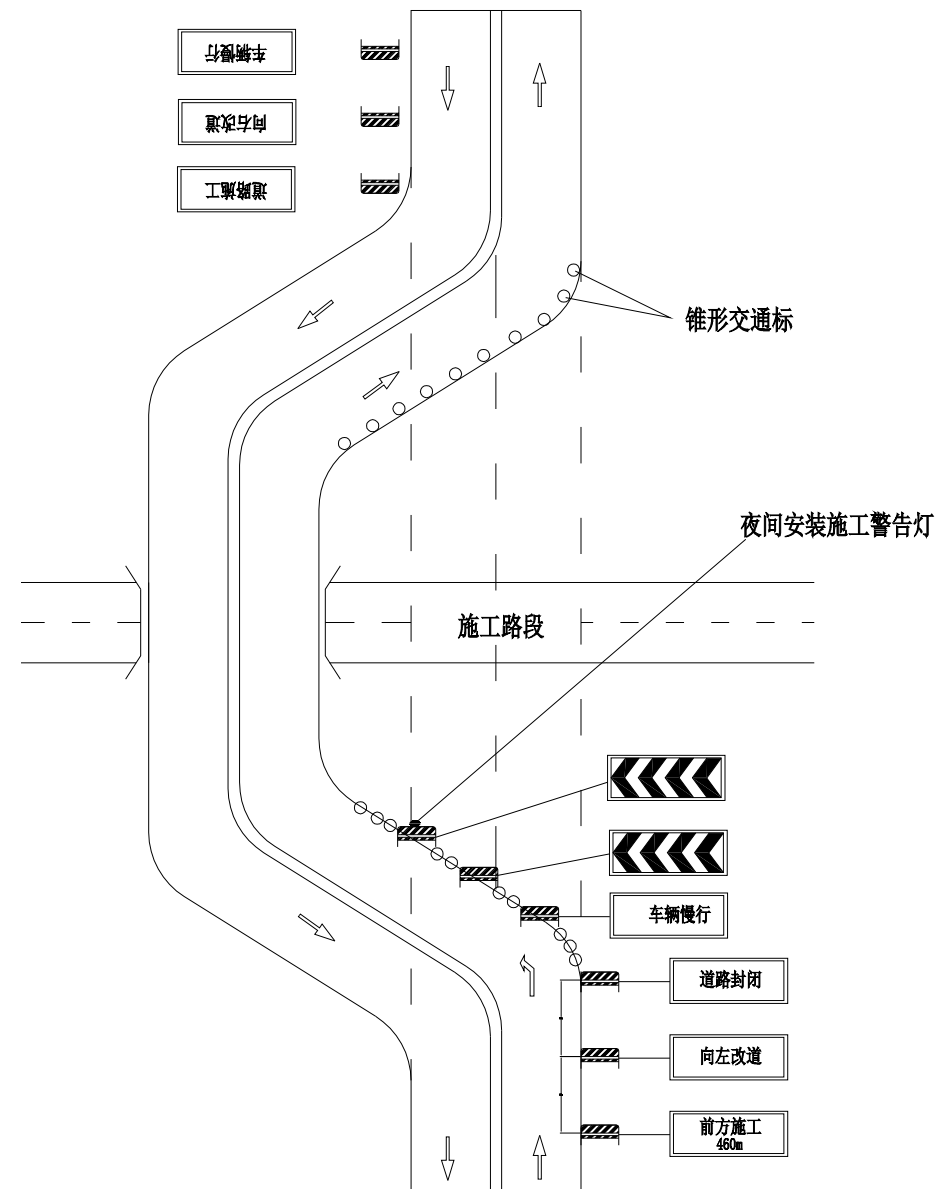 车辆慢行
向右改道
道路施工
锥形交通标
夜间安装施工警告灯
施工路段
车辆慢行
道路封闭
向左改道
前方施工
460m